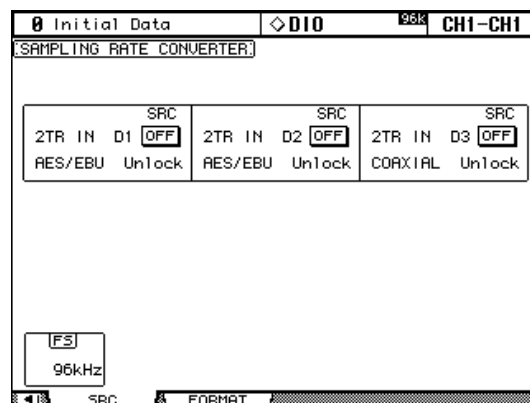 0 Initial Data ◇DIO 96k CH1-CH1
SAMPLING RATE CONVERTER
SRC SRC SRC
2TR IN D1 OFF 2TR IN D2 OFF 2TR IN D3 OFF
AES/EBU Unlock AES/EBU Unlock COAXIAL Unlock
FS
96kHz
SRC FORMAT